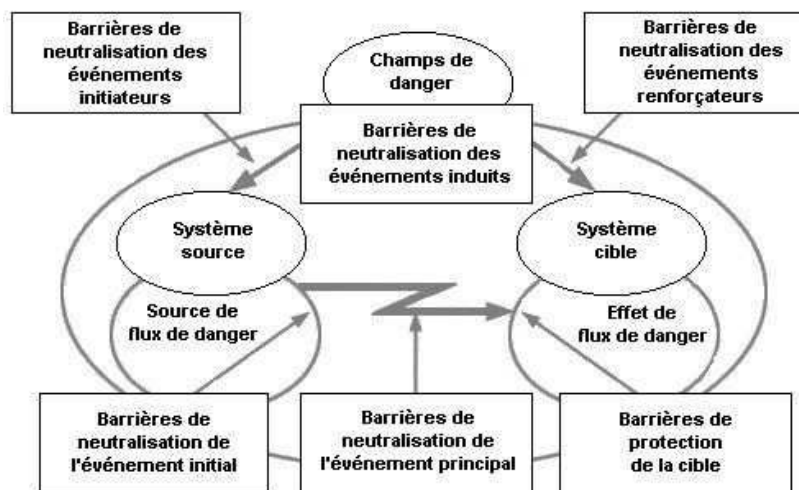 Barrières de
neutralisation des
événements
initiateurs
Champs de
danger
Barrières de
neutralisation des
événements
renforçateurs
Barrières de
neutralisation des
événements induits
Système
source
Système
cible
Source de
flux de danger
Effet de
flux de danger
Barrières de
neutralisation de
l'événement initial
Barrières de
neutralisation de
l'événement principal
Barrières de
protection
de la cible